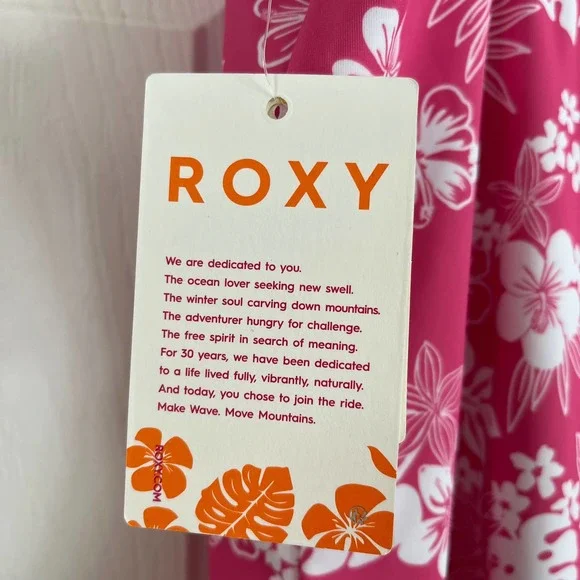 ROXY
We are dedicated to you.
The ocean lover seeking new swell.
The winter soul carving down mountains.
The adventurer hungry for challenge.
The free spirit in search of meaning.
For 30 years, we have been dedicated
to a life lived fully, vibrantly, naturally.
And today, you chose to join the ride.
Make Wave. Move Mountains.
ROXY.COM